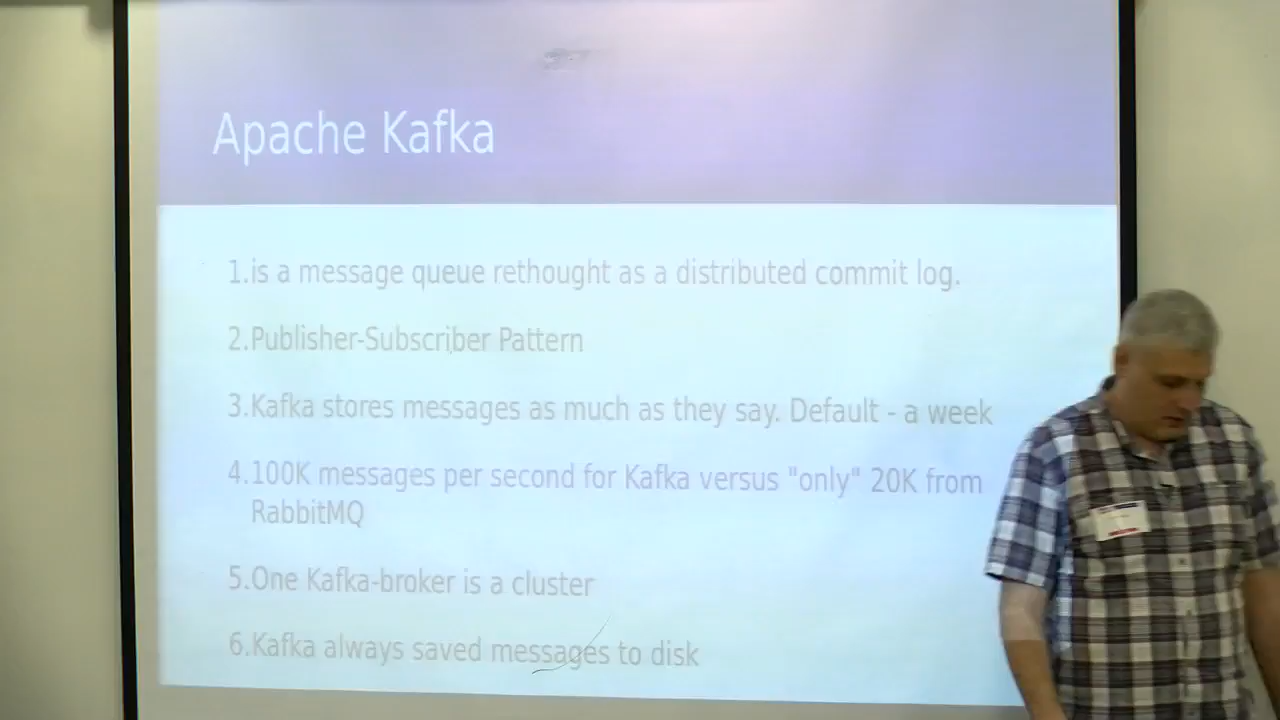 Apache Kafka
1.is a message queue rethought as a distributed commit log.
2.Publisher-Subscriber Pattern
3.Kafka stores messages as much as they say. Default - a week
4.100K messages per second for Kafka versus "only" 20K from
RabbitMQ
5.One Kafka-broker is a cluster
6.Kafka always saved messages to disk